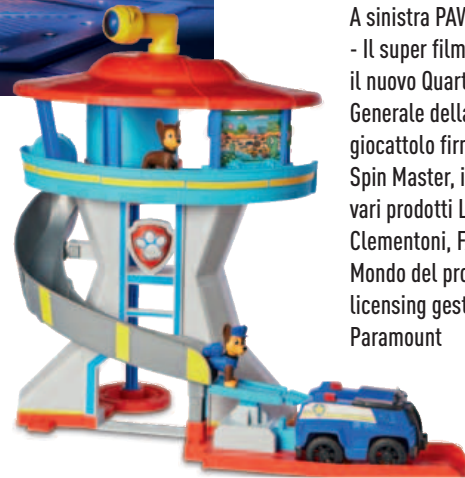 A sinistra PAW
- Il super film
il nuovo Quart
Generale della
giocattolo firm
Spin Master, i
vari prodotti L
Clementoni, F
Mondo del pro
licensing gest
Paramount